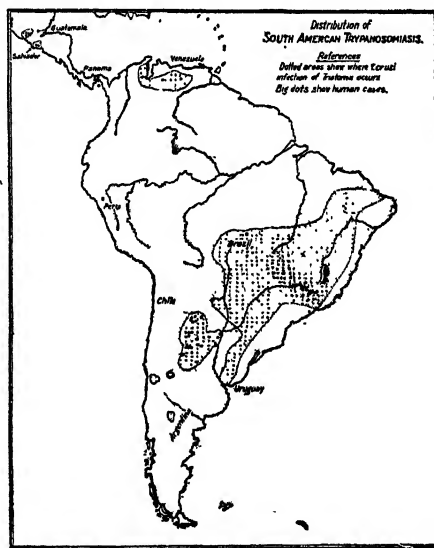 Distribution of
SOUTH AMERICAN TRYPANOSOMIASIS.
References
Dotted areas show where T.cruzi
infection of Triatoma occurs
Big dots show human cases.
Guatemala
Salvador
Panama
Venezuela
Peru
Brazil
Chile
Uruguay
Argentina